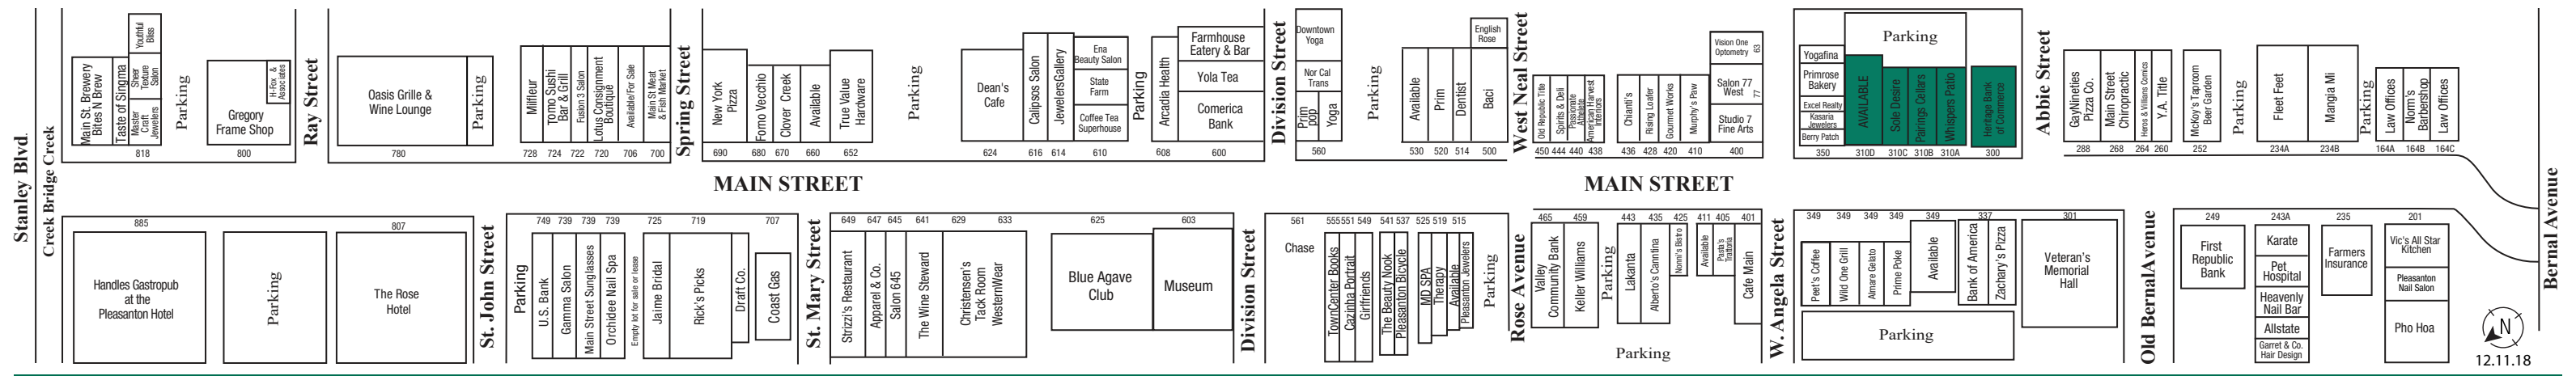 Stanley Blvd.
Creek Bridge Creek
Main St. Brewery
Bites N Brew
Taste of Singma
Youthful
Bliss
Shear
Texture
Salon
Master
Craft
Jewelers
818
Parking
Gregory
Frame Shop
H-Fox &
Associates
800
Ray Street
Oasis Grille &
Wine Lounge
780
Parking
Milfleur
728
Tomo Sushi
Bar & Grill
724
Fusion 3 Salon
722
Lotus Consignment
Boutique
720
Available/For Sale
706
Main St Meat
& Fish Market
700
Spring Street
New York
Pizza
690
Forno Vecchio
680
Clover Creek
670
Available
660
True Value
Hardware
652
Parking
Dean's
Cafe
624
Calipsos Salon
616
JewelersGallery
614
Ena
Beauty Salon
State
Farm
Coffee Tea
Superhouse
610
Parking
Arcadia Health
608
Farmhouse
Eatery & Bar
Yola Tea
Comerica
Bank
600
Division Street
Downtown
Yoga
Nor Cal
Trans
Prim
pop
Yoga
560
Parking
Available
530
Prim
520
Dentist
514
English
Rose
Baci
500
West Neal Street
Old Republic Title
450
Spirits & Deli
444
Passionate
Athlete
440
American Harvest
Interiors
438
Chianti's
436
Rising Loafer
428
Gourmet Works
420
Murphy's Paw
410
Vision One
Optometry
63
Salon 77
West
77
Studio 7
Fine Arts
400
Parking
Yogafina
Primrose
Bakery
Excel Realty
Kasaria
Jewelers
Berry Patch
350
AVAILABLE
310D
Sole Desire
310C
Pairings Cellars
310B
Whispers Patio
310A
Heritage Bank
of Commerce
300
Abbie Street
GayNineties
Pizza Co.
288
Main Street
Chiropractic
268
Heros & Villians Comics
264
Y.A. Title
260
McKoy's Taproom
Beer Garden
252
Parking
Fleet Feet
234A
Mangia Mi
234B
Parking
Law Offices
164A
Norm's
Barbershop
164B
Law Offices
164C
MAIN STREET
MAIN STREET
Bernal Avenue
885
Handles Gastropub
at the
Pleasanton Hotel
Parking
807
The Rose
Hotel
St. John Street
Parking
749
U.S. Bank
739
Gamma Salon
739
Main Street Sunglasses
739
Orchidz Nail Spa
Empty lot for sale or lease
725
Jaime Bridal
719
Rick's Picks
Draft Co.
707
Coast Gas
St. Mary Street
649
Strizzi's Restaurant
647
Apparel & Co.
645
Salon 645
641
The Wine Steward
629
633
Christensen's
Tack Room
WesternWear
625
Blue Agave
Club
603
Museum
Division Street
561
Chase
555
TownCenter Books
551
Cazinha Portrait
549
Girlfriends
541
The Beauty Nook
537
Pleasanton Bicycle
525
MD SPA
519
Therapy
Available
515
Pleasanton Jewelers
Parking
Rose Avenue
465
Valley
Community Bank
459
Keller Williams
Parking
443
Lakanta
435
Alberto's Cantina
425
Nonni's Bistro
411
Available
405
Pasta's
Trattoria
401
Cafe Main
Parking
W. Angela Street
349
Peet's Coffee
349
Wild One Grill
349
Almare Gelato
349
Prime Poke
349
Available
337
Bank of America
Zachary's Pizza
Parking
301
Veteran's
Memorial
Hall
Old BernalAvenue
249
First
Republic
Bank
243A
Karate
Pet
Hospital
Heavenly
Nail Bar
Allstate
Garret & Co.
Hair Design
235
Farmers
Insurance
201
Vic's All Star
Kitchen
Pleasanton
Nail Salon
Pho Hoa
N
12.11.18